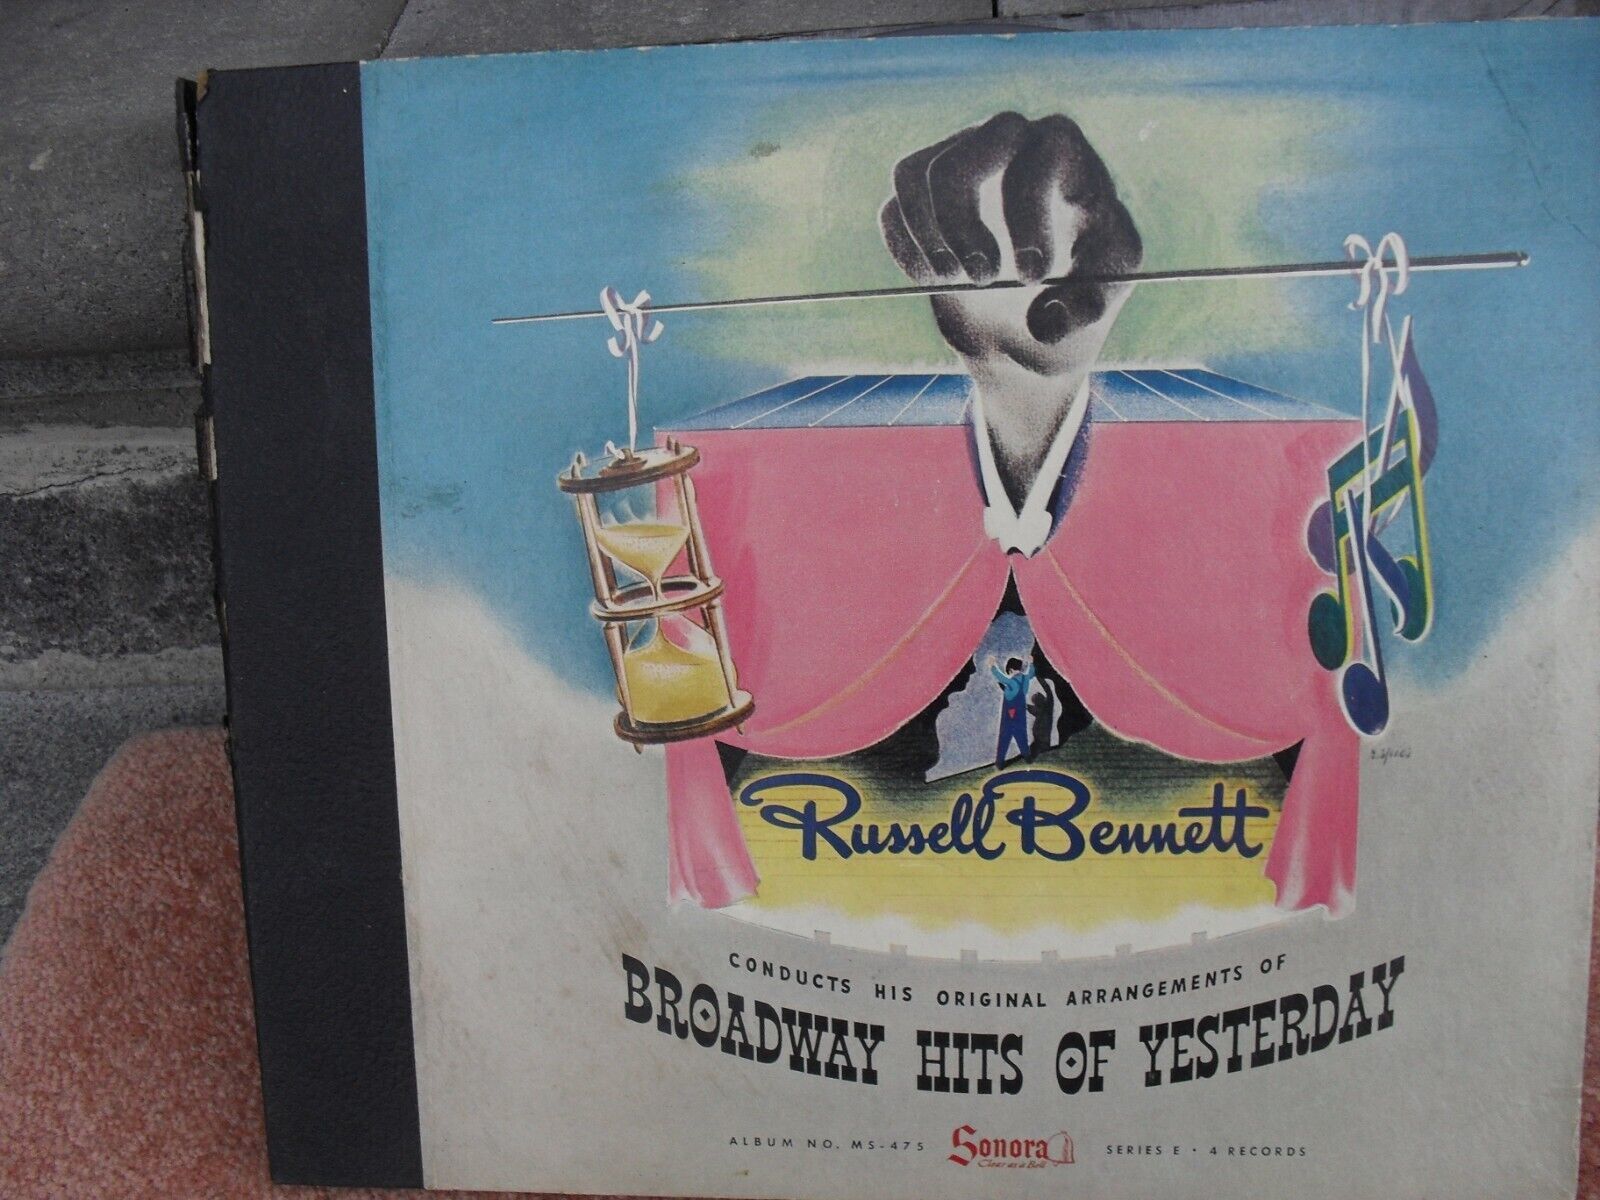 Russell Bennett
CONDUCTS HIS ORIGINAL ARRANGEMENTS OF
BROADWAY HITS OF YESTERDAY
ALBUM NO. MS-475 Sonora SERIES E • 4 RECORDS
Clear as a Bell